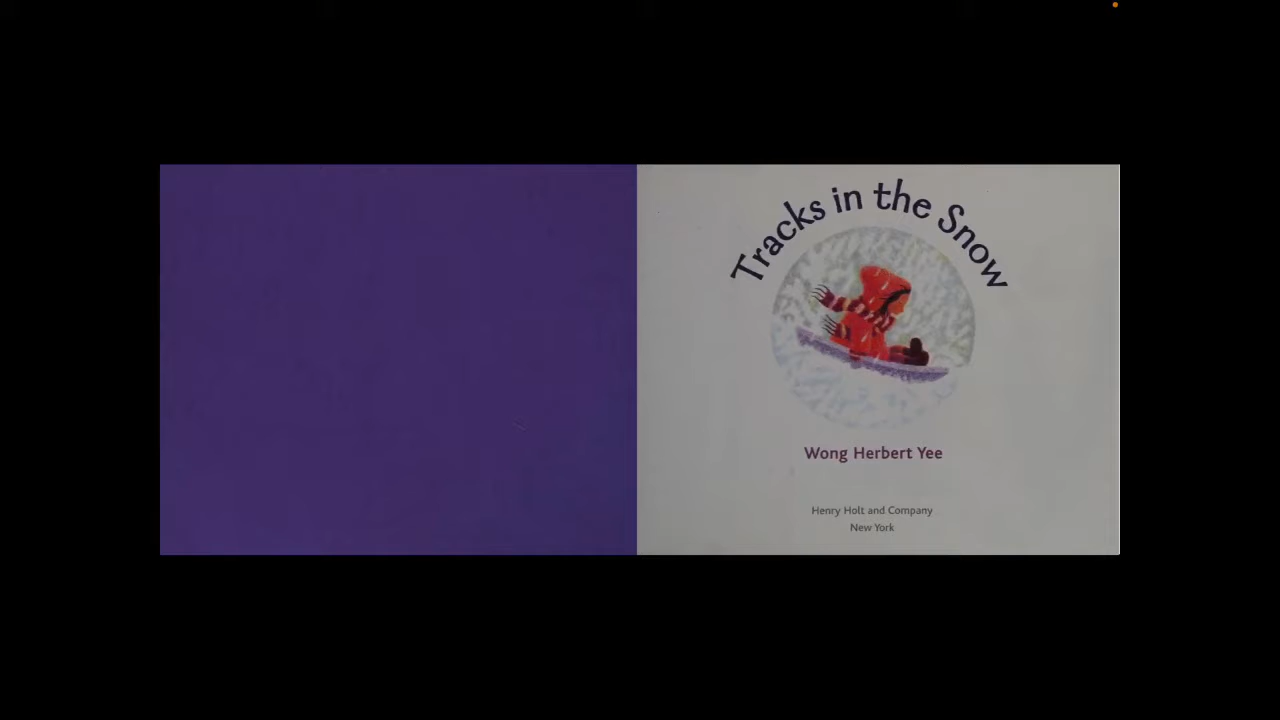 Tracks in the Snow
Wong Herbert Yee
Henry Holt and Company
New York